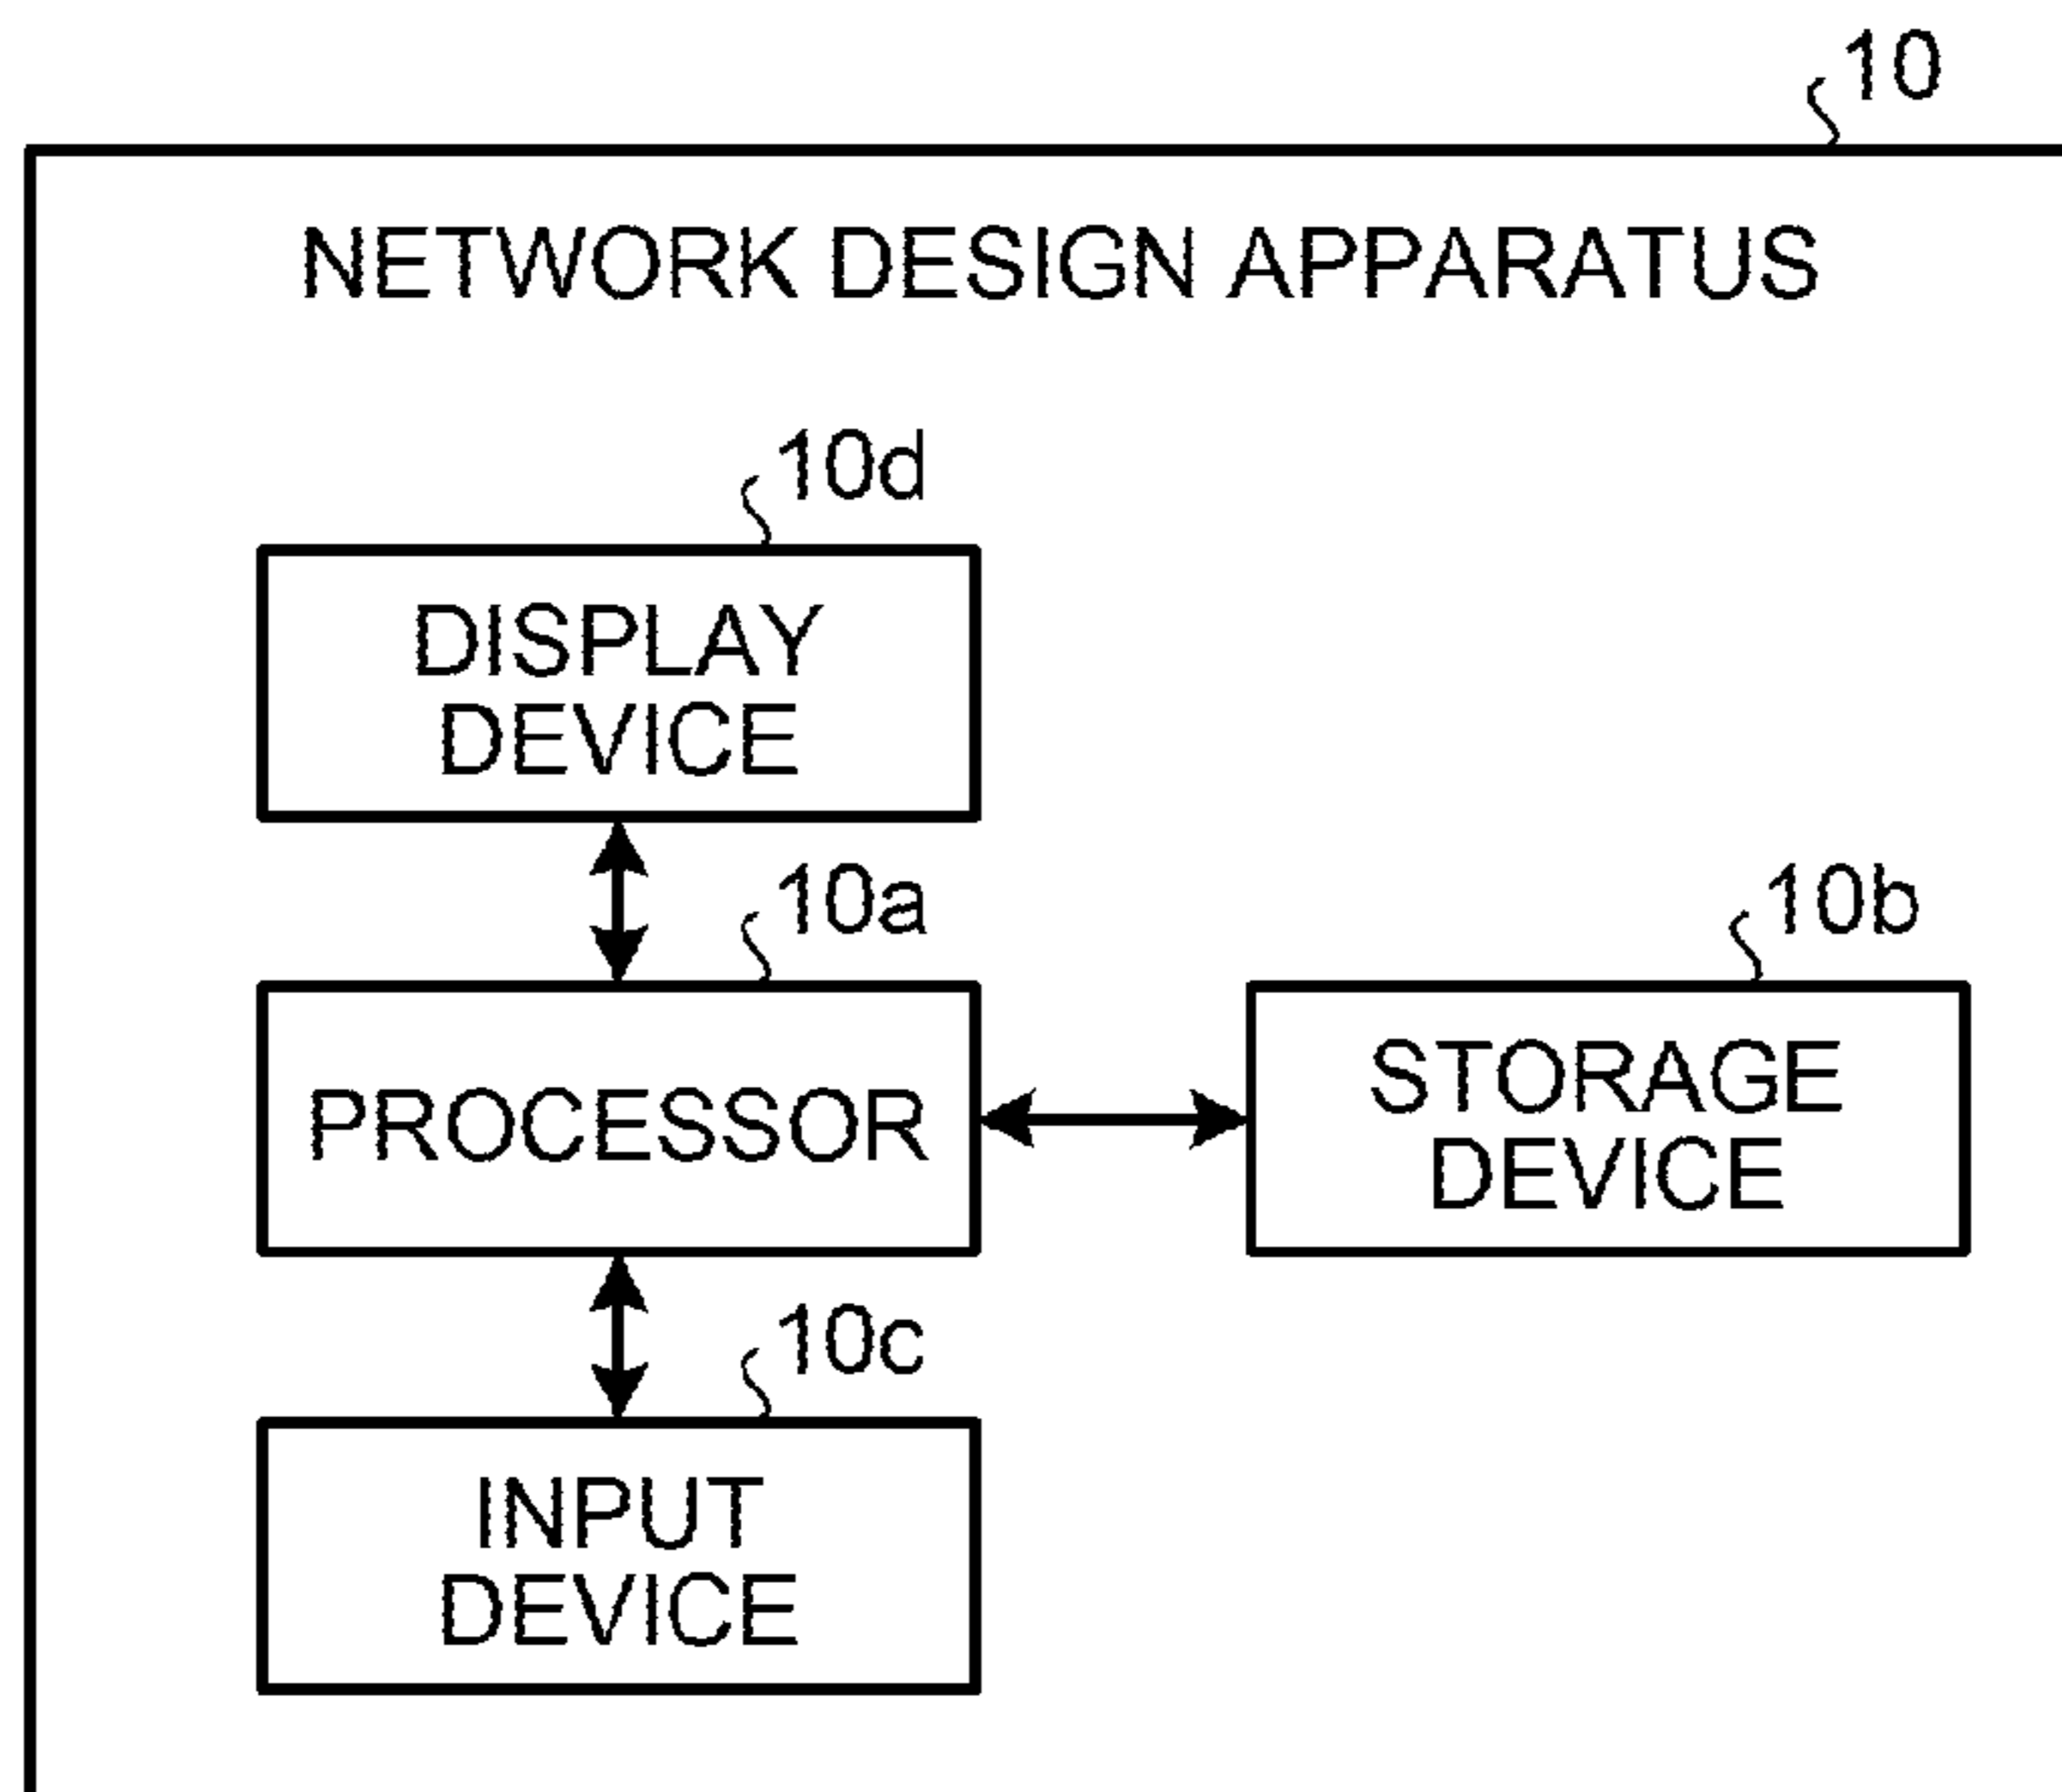 10
NETWORK DESIGN APPARATUS
10d
DISPLAY
DEVICE
10a
PROCESSOR
10b
STORAGE
DEVICE
10c
INPUT
DEVICE